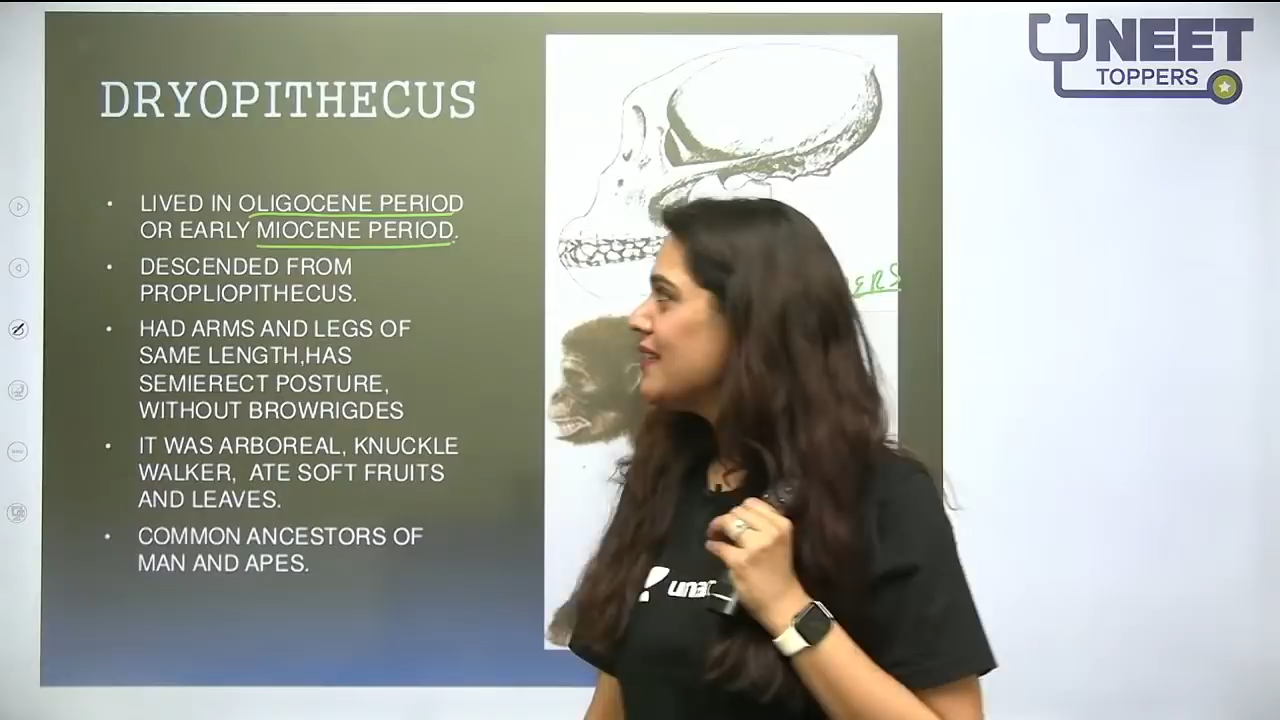 DRYOPITHECUS
• LIVED IN OLIGOCENE PERIOD
OR EARLY MIOCENE PERIOD.
• DESCENDED FROM
PROPLIOPITHECUS.
• HAD ARMS AND LEGS OF
SAME LENGTH,HAS
SEMIERECT POSTURE,
WITHOUT BROWRIGDES
• IT WAS ARBOREAL, KNUCKLE
WALKER, ATE SOFT FRUITS
AND LEAVES.
• COMMON ANCESTORS OF
MAN AND APES.
ERS
NEET
TOPPERS